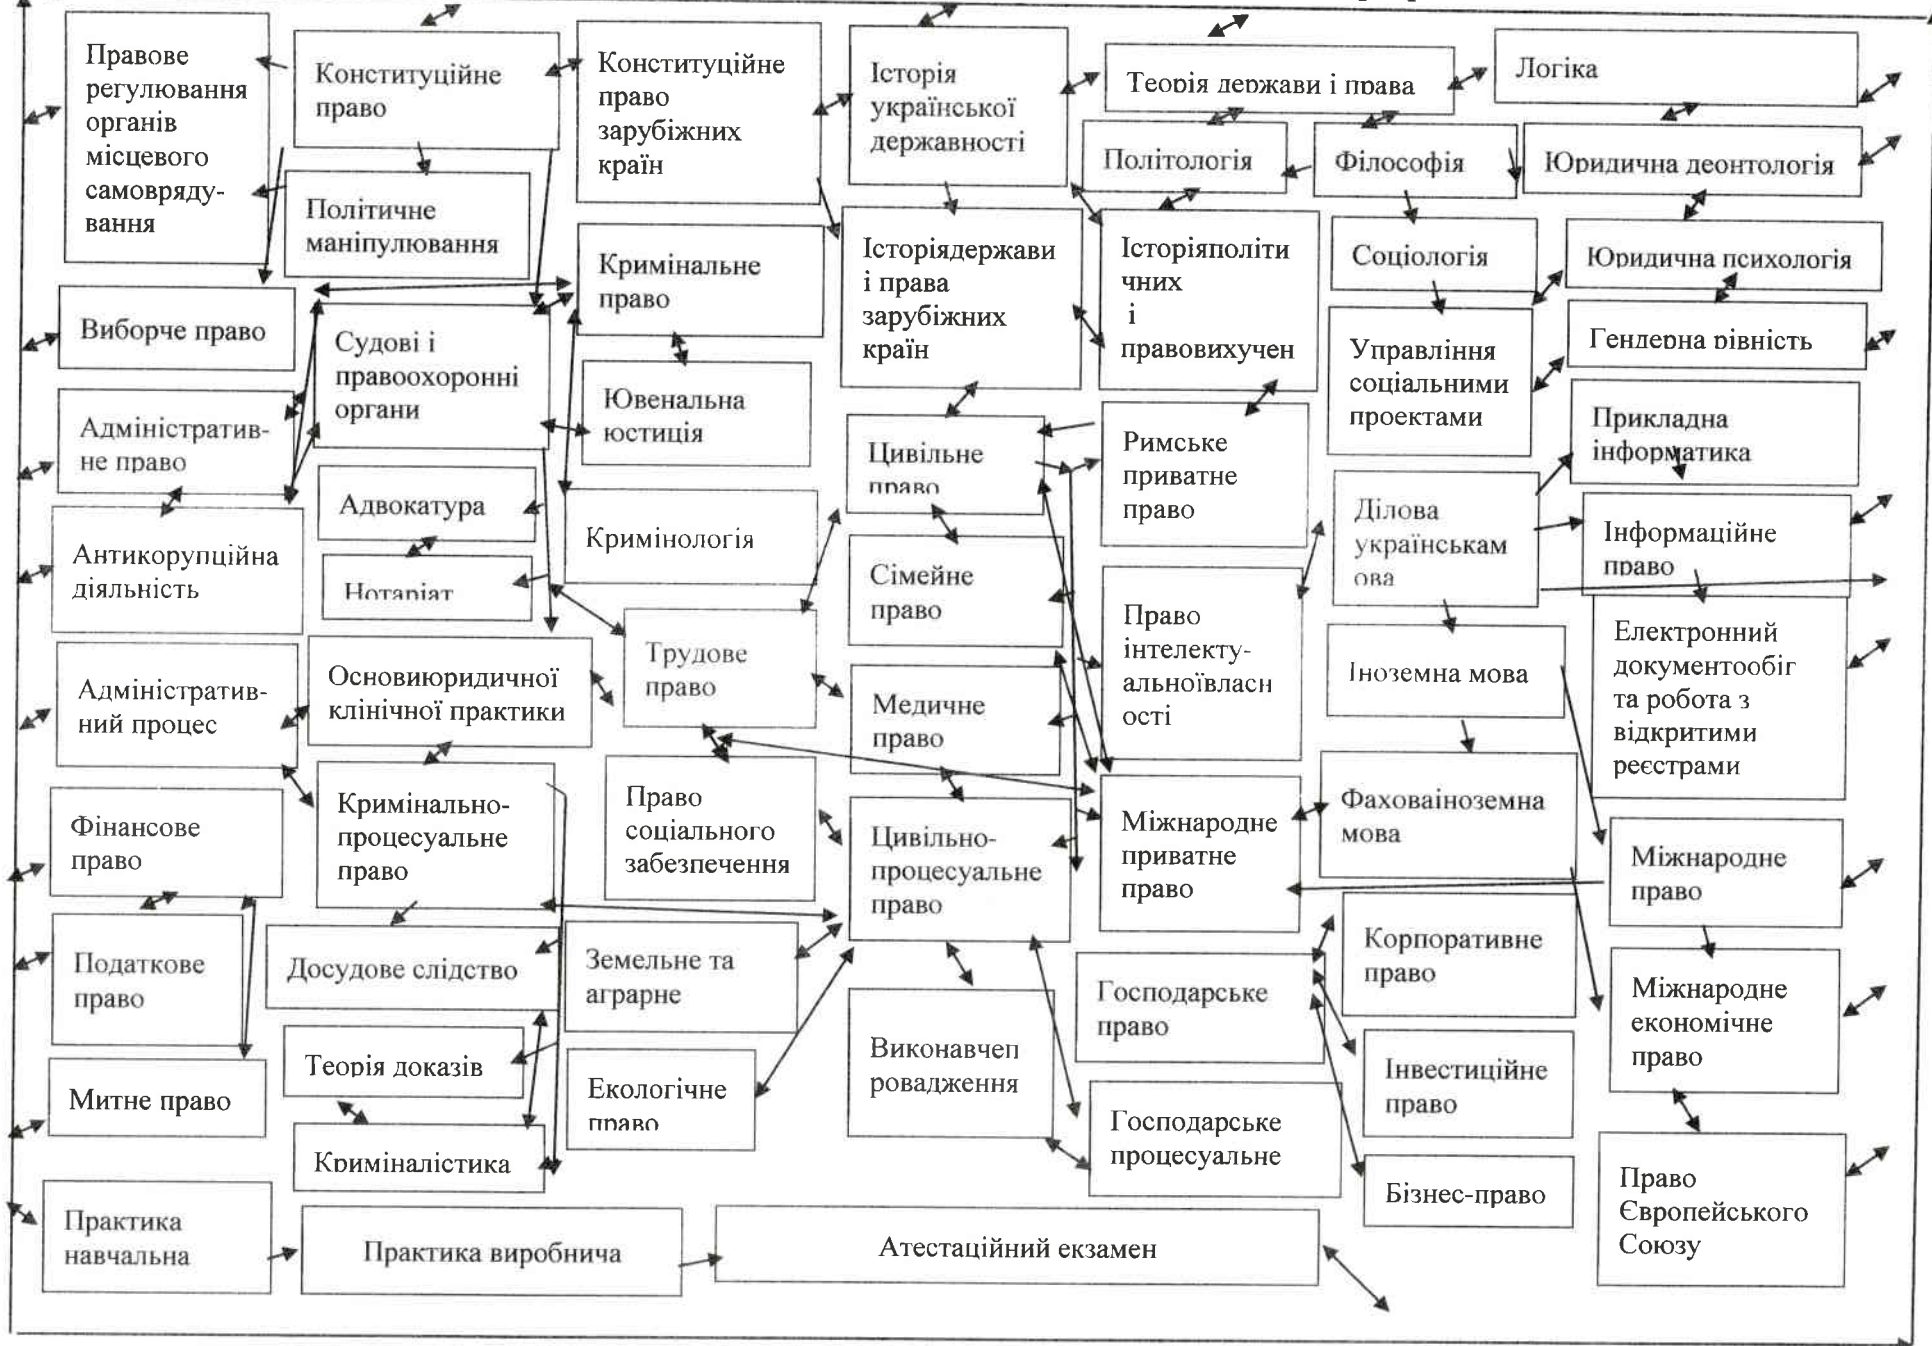 Правове
регулювання
органів
місцевого
самовряду-
вання
Конституційне
право
Конституційне
право
зарубіжних
країн
Історія
української
державності
Теорія держави і права
Логіка
Політологія
Філософія
Юридична деонтологія
Політичне
маніпулювання
Кримінальне
право
Історіядержави
і права
зарубіжних
країн
Історіяполіти
чних
і
правовихучен
Соціологія
Юридична психологія
Виборче право
Судові і
правоохоронні
органи
Ювенальна
юстиція
Управління
соціальними
проектами
Гендерна рівність
Адміністратив-
не право
Цивільне
право
Римське
приватне
право
Прикладна
інформатика
Адвокатура
Кримінологія
Ділова
українськам
ова
Інформаційне
право
Антикорупційна
діяльність
Нотаріат
Сімейне
право
Право
інтелекту-
альноївласн
ості
Електронний
документообіг
та робота з
відкритими
реєстрами
Адміністратив-
ний процес
Основиюридичної
клінічної практики
Трудове
право
Медичне
право
Іноземна мова
Фінансове
право
Кримінально-
процесуальне
право
Право
соціального
забезпечення
Цивільно-
процесуальне
право
Міжнародне
приватне
право
Фаховаіноземна
мова
Міжнародне
право
Податкове
право
Досудове слідство
Земельне та
аграрне
Господарське
право
Корпоративне
право
Міжнародне
економічне
право
Митне право
Теорія доказів
Екологічне
право
Виконавчеп
ровадження
Інвестиційне
право
Криміналістика
Господарське
процесуальне
Бізнес-право
Право
Європейського
Союзу
Практика
навчальна
Практика виробнича
Атестаційний екзамен